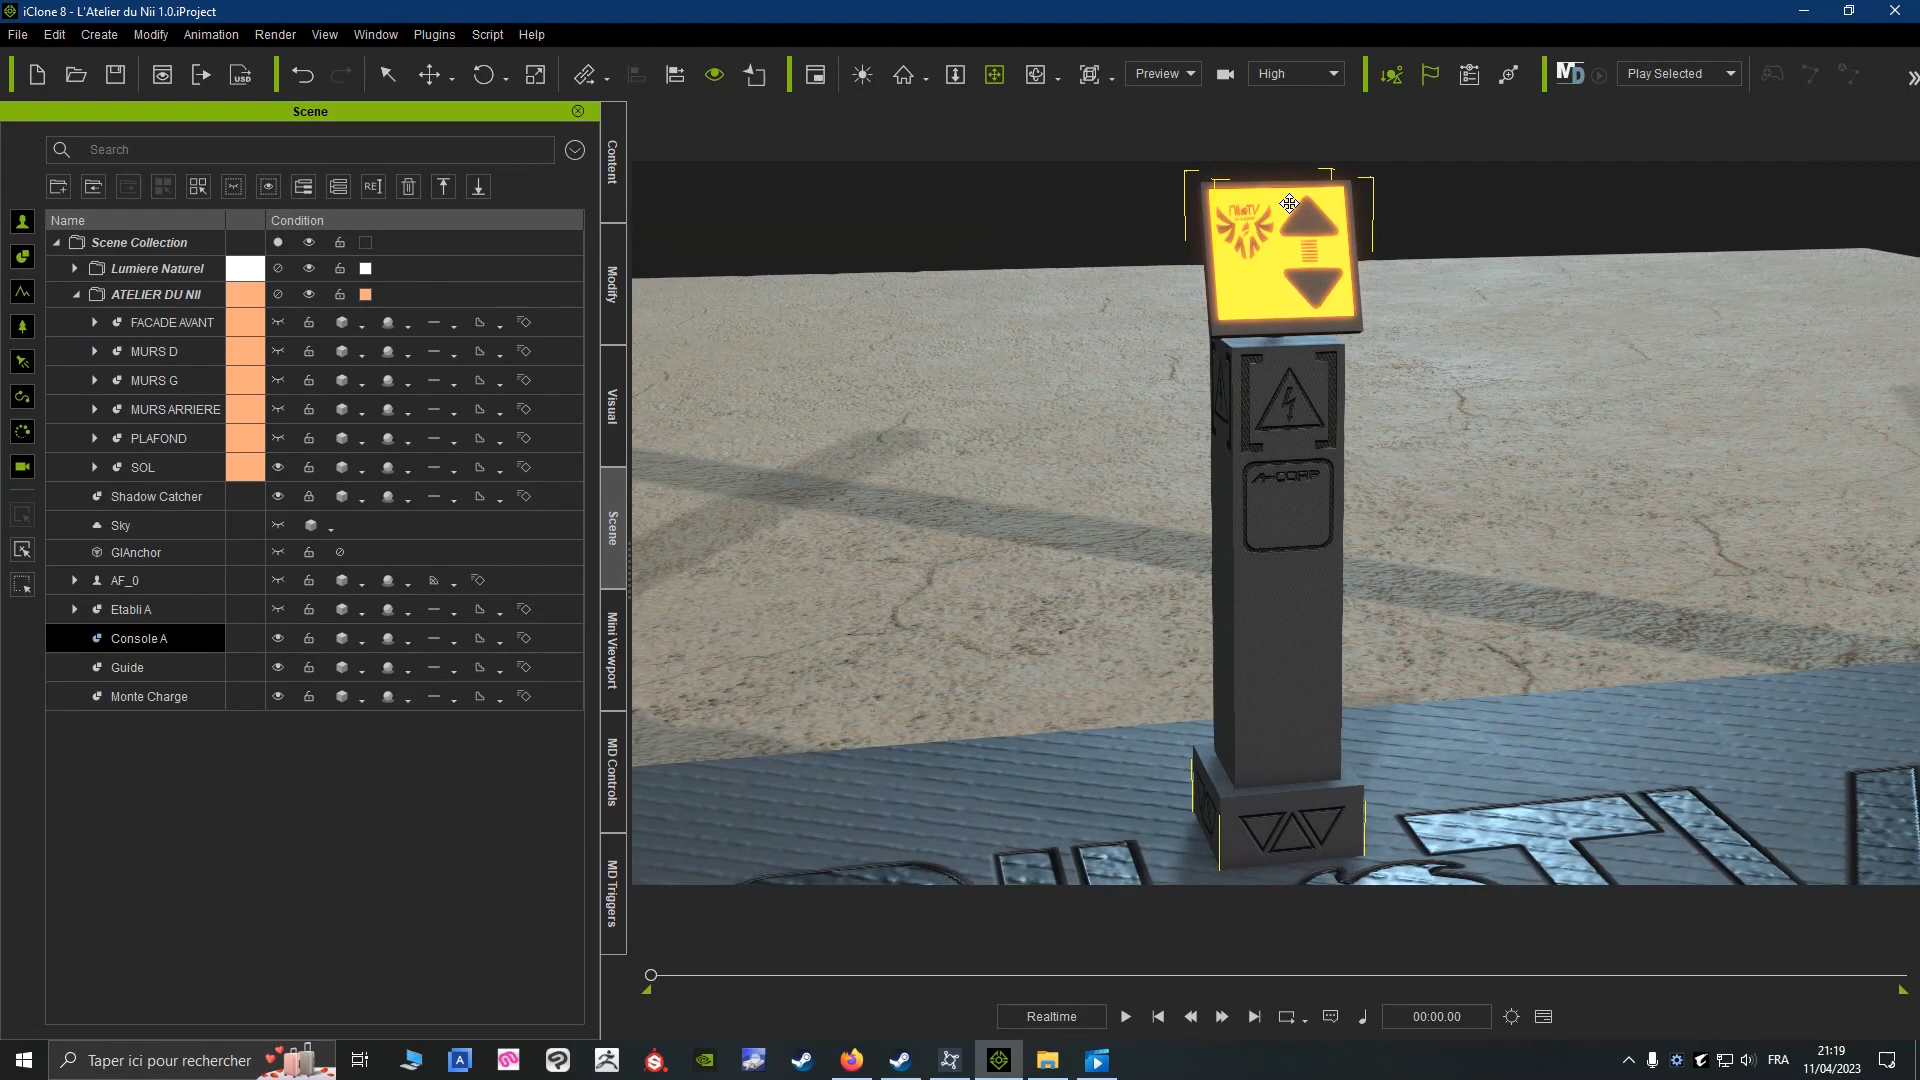 iClone 8 - L'Atelier du Nii 1.0.iProject
File Edit Create Modify Animation Render View Window Plugins Script Help
USD Preview High MD Play Selected
Scene
Search
RE
Name Condition
Scene Collection
Lumiere Naturel
ATELIER DU NII
FACADE AVANT
MURS D
MURS G
MURS ARRIERE
PLAFOND
SOL
Shadow Catcher
Sky
GIAnchor
AF_0
Etabli A
Console A
Guide
Monte Charge
Content
Modify
Visual
Scene
Mini Viewport
MD Controls
MD Triggers
A-CORP
Realtime 00:00.00
Taper ici pour rechercher
FRA
21:19
11/04/2023